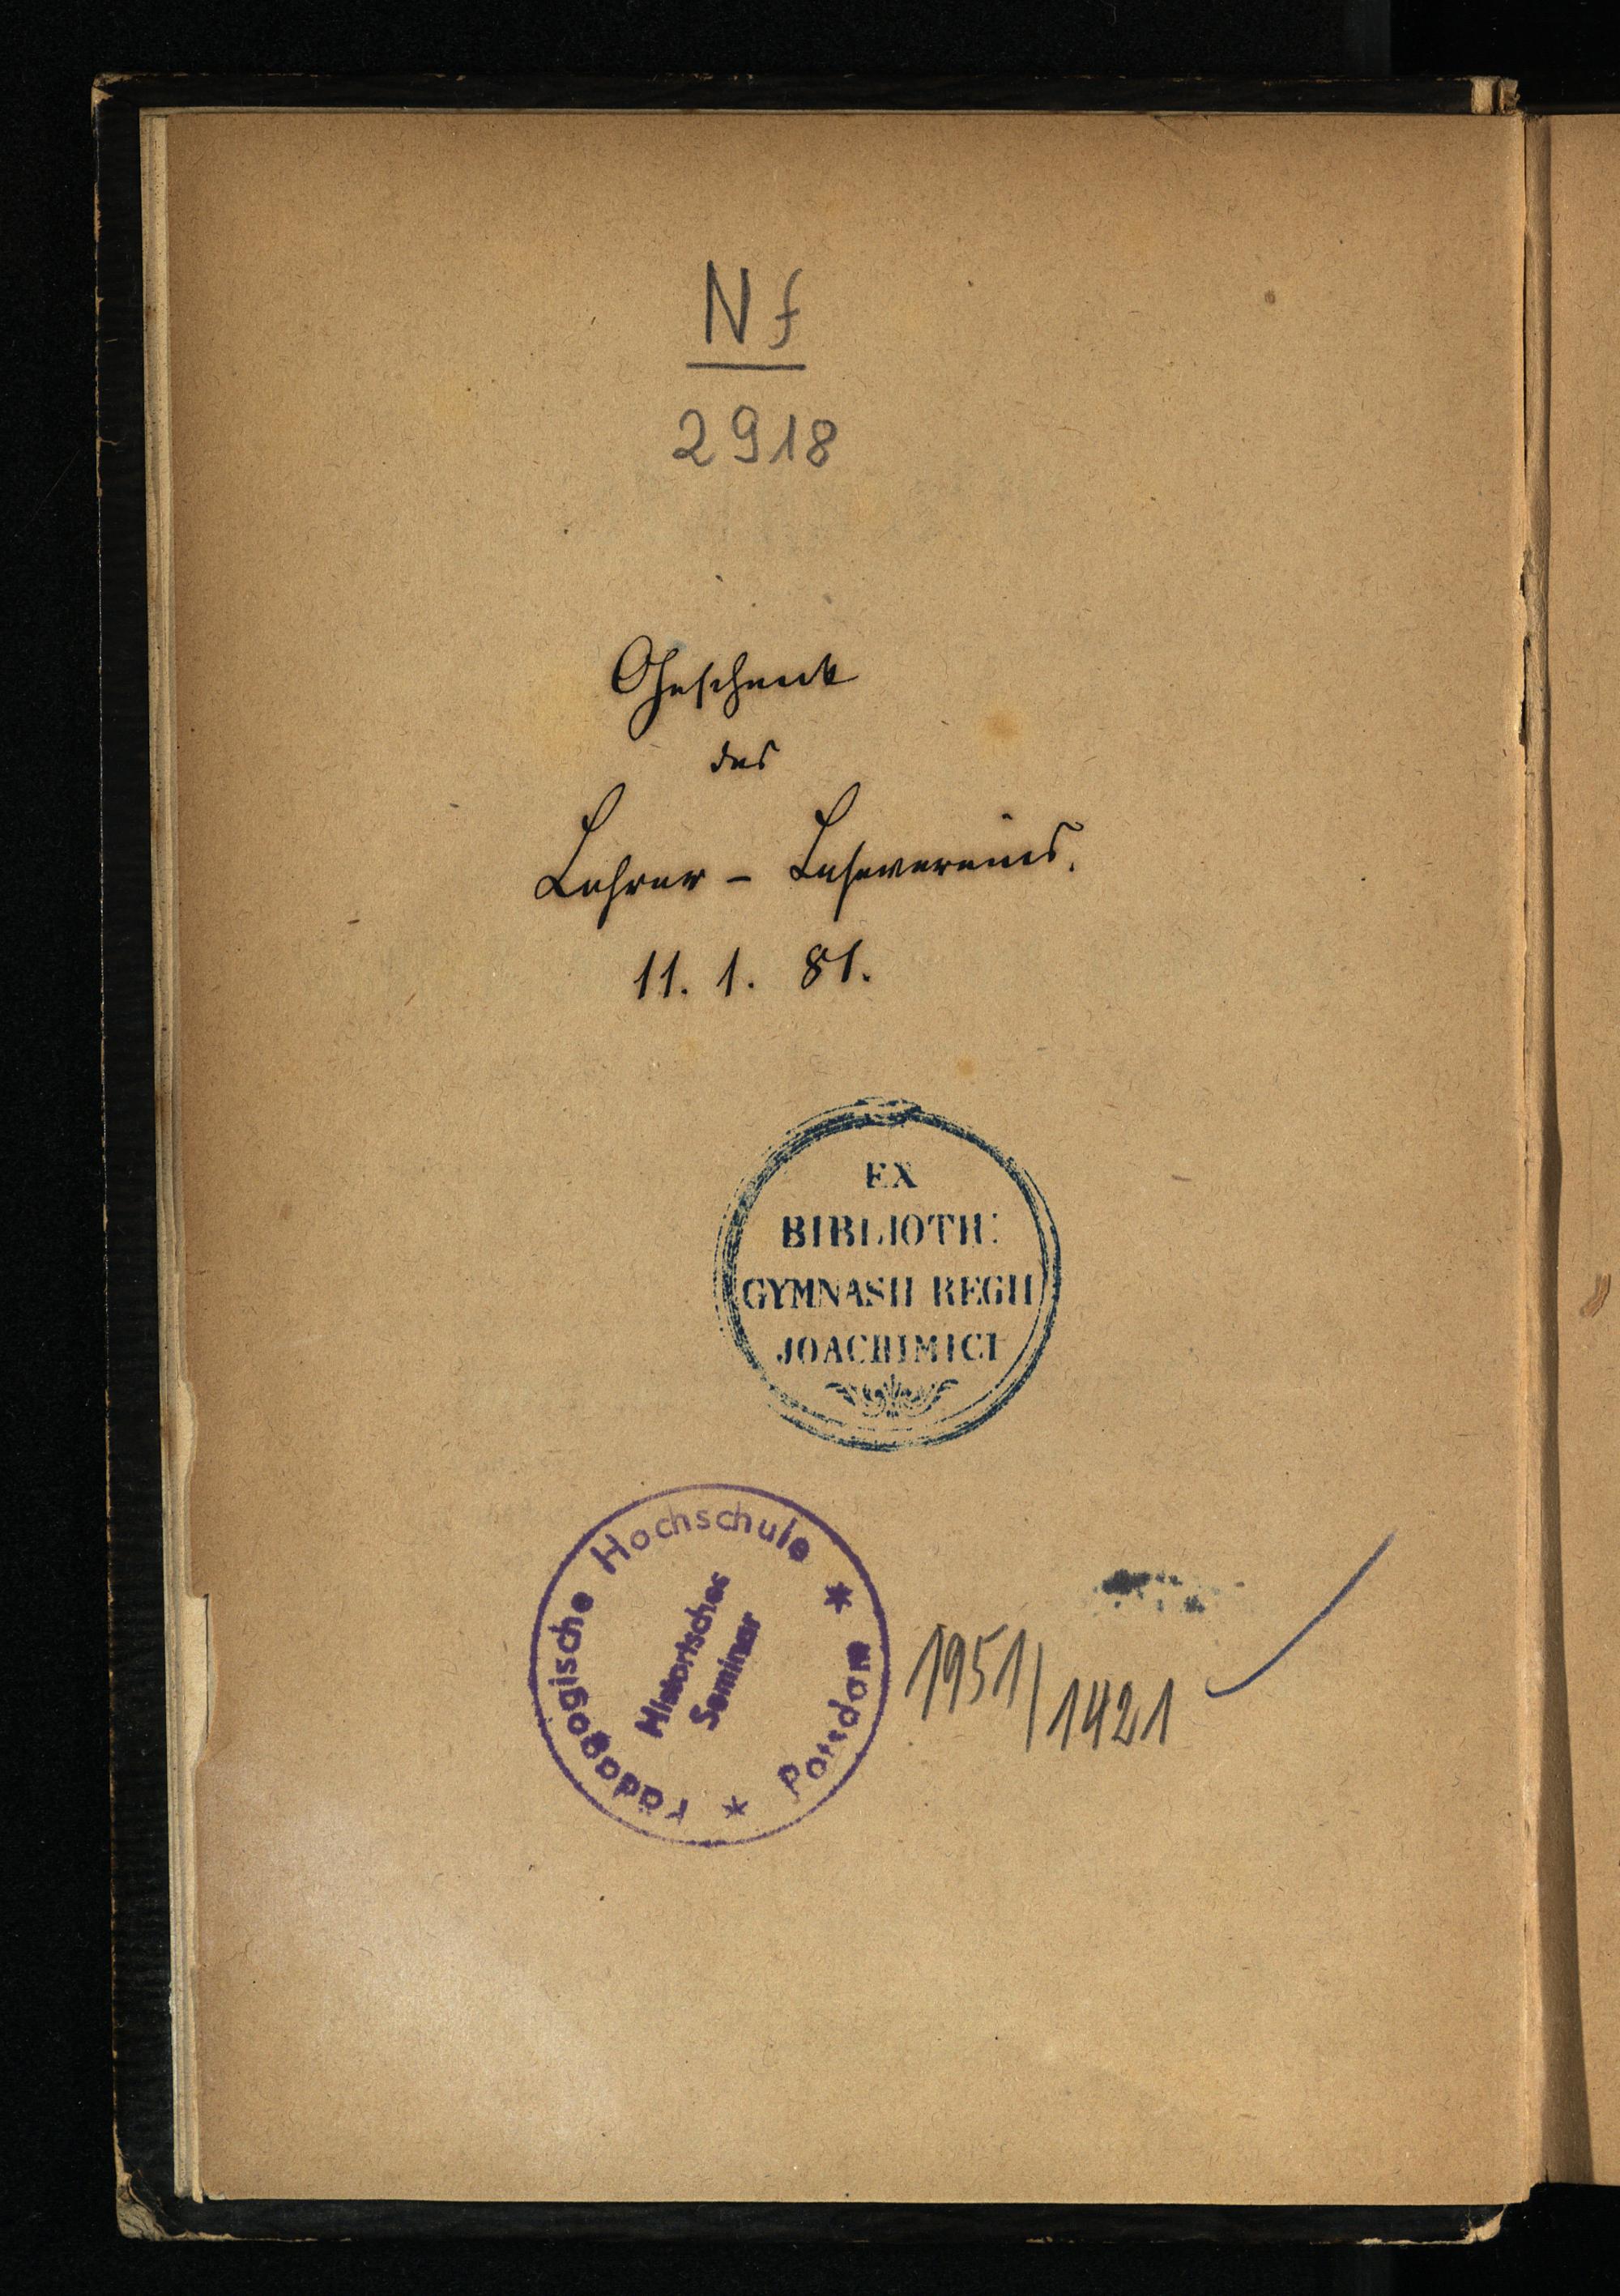 Nf
2918
Geschenk
des
Lehrer - Lesevereins.
11. 1. 81.
EX
BIBLIOTH:
GYMNASII REGII
JOACHIMICI
Pädagogische Hochschule * Potsdam *
Historisches
Seminar
1951/1421